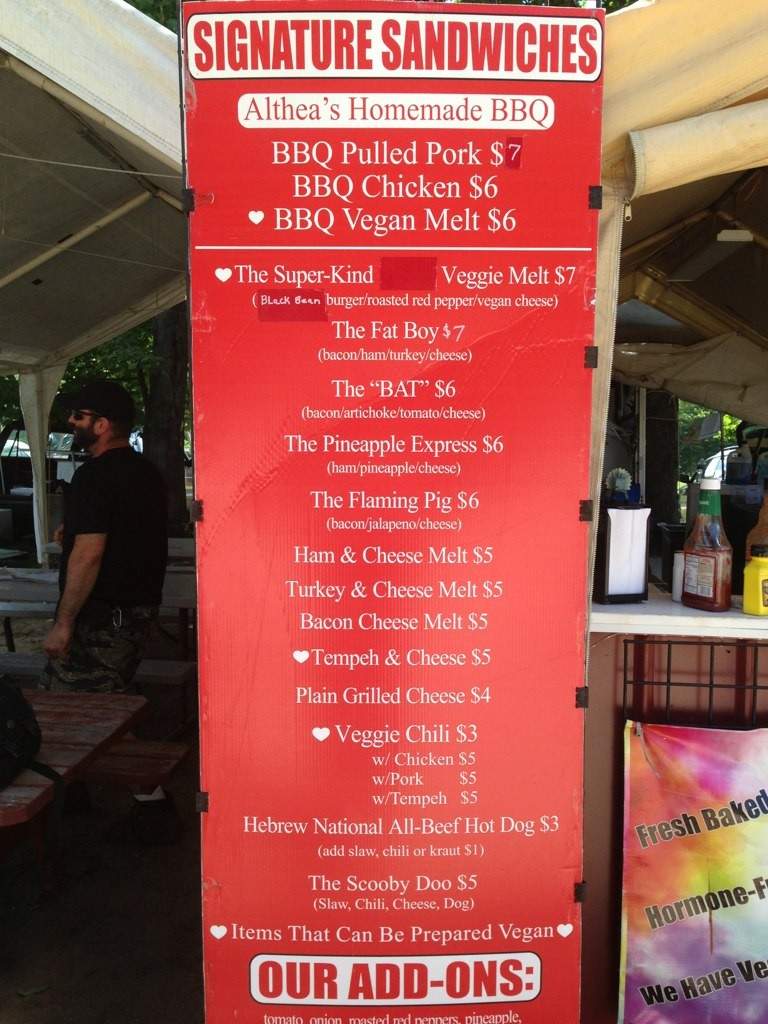 SIGNATURE SANDWICHES
Althea's Homemade BBQ
BBQ Pulled Pork $7
BBQ Chicken $6
BBQ Vegan Melt $6
The Super-Kind Veggie Melt $7
(Black Bean burger/roasted red pepper/vegan cheese)
The Fat Boy $7
(bacon/ham/turkey/cheese)
The "BAT" $6
(bacon/artichoke/tomato/cheese)
The Pineapple Express $6
(ham/pineapple/cheese)
The Flaming Pig $6
(bacon/jalapeno/cheese)
Ham & Cheese Melt $5
Turkey & Cheese Melt $5
Bacon Cheese Melt $5
Tempeh & Cheese $5
Plain Grilled Cheese $4
Veggie Chili $3
w/ Chicken $5
w/Pork $5
w/Tempeh $5
Hebrew National All-Beef Hot Dog $3
(add slaw, chili or kraut $1)
The Scooby Doo $5
(Slaw, Chili, Cheese, Dog)
Items That Can Be Prepared Vegan
OUR ADD-ONS:
tomato, onion, roasted red peppers, pineapple,
Fresh Baked
Hormone-F
We Have Ve